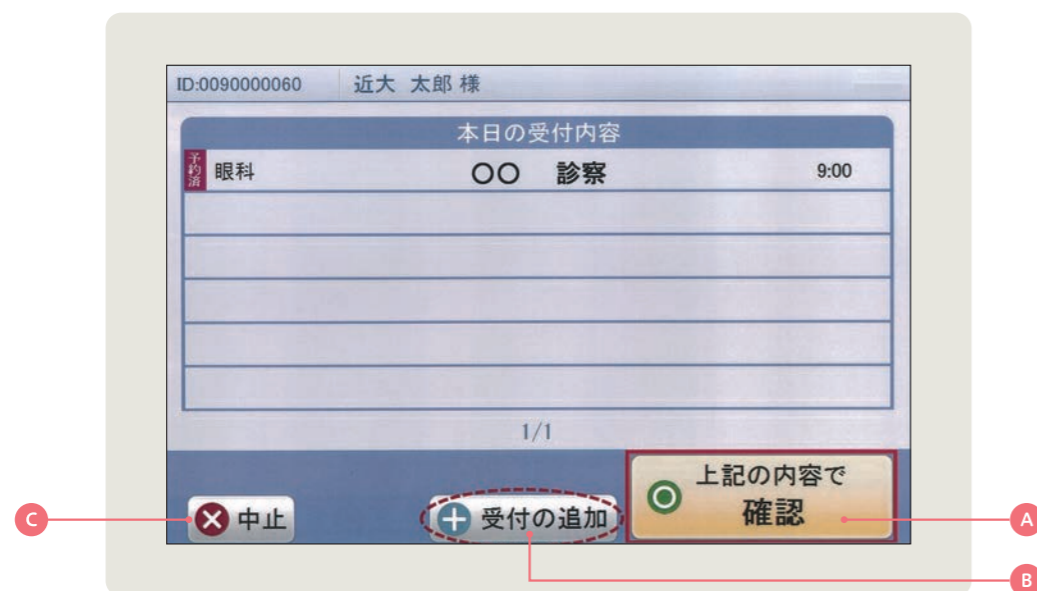 ID:0090000060 近大 太郎 様
本日の受付内容
予約済 眼科 〇〇 診察 9:00
1/1
上記の内容で
確認
C 中止 受付の追加 A
B